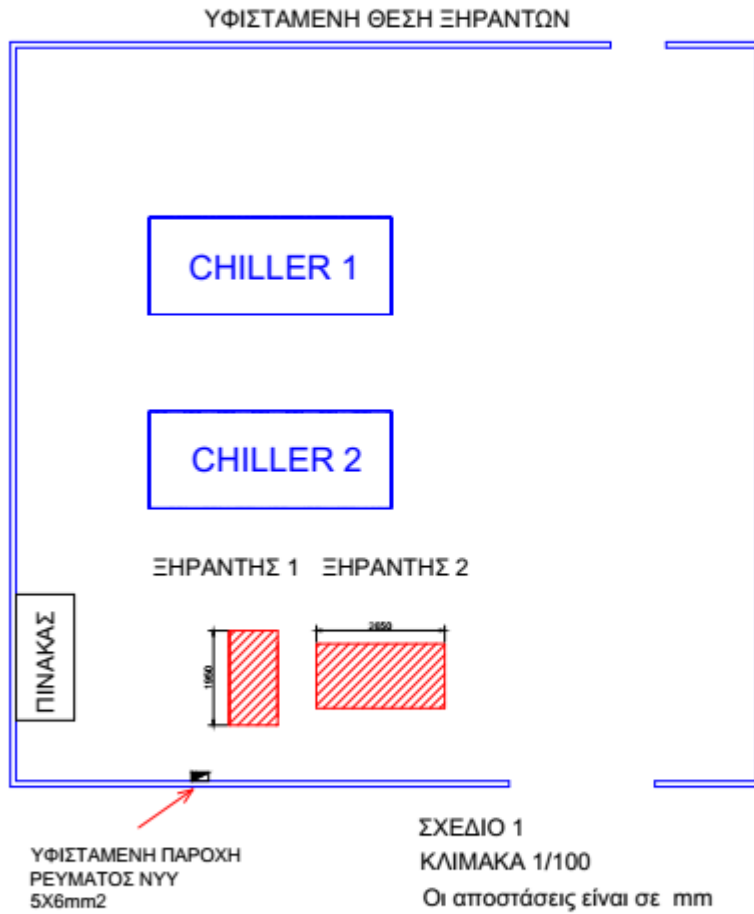 ΥΦΙΣΤΑΜΕΝΗ ΘΕΣΗ ΞΗΡΑΝΤΩΝ
CHILLER 1
CHILLER 2
ΞΗΡΑΝΤΗΣ 1 ΞΗΡΑΝΤΗΣ 2
ΠΙΝΑΚΑΣ
1950
2650
ΥΦΙΣΤΑΜΕΝΗ ΠΑΡΟΧΗ
ΡΕΥΜΑΤΟΣ ΝΥΥ
5X6mm2
ΣΧΕΔΙΟ 1
ΚΛΙΜΑΚΑ 1/100
Οι αποστάσεις είναι σε mm